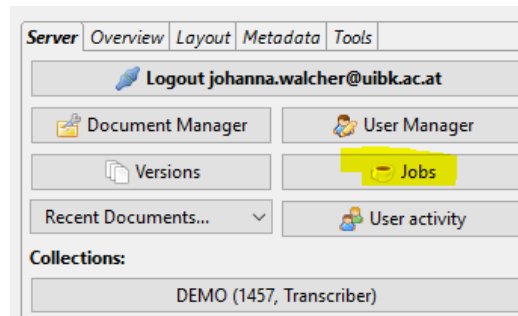 Server Overview Layout Metadata Tools
Logout johanna.walcher@uibk.ac.at
Document Manager User Manager
Versions Jobs
Recent Documents... User activity
Collections:
DEMO (1457, Transcriber)